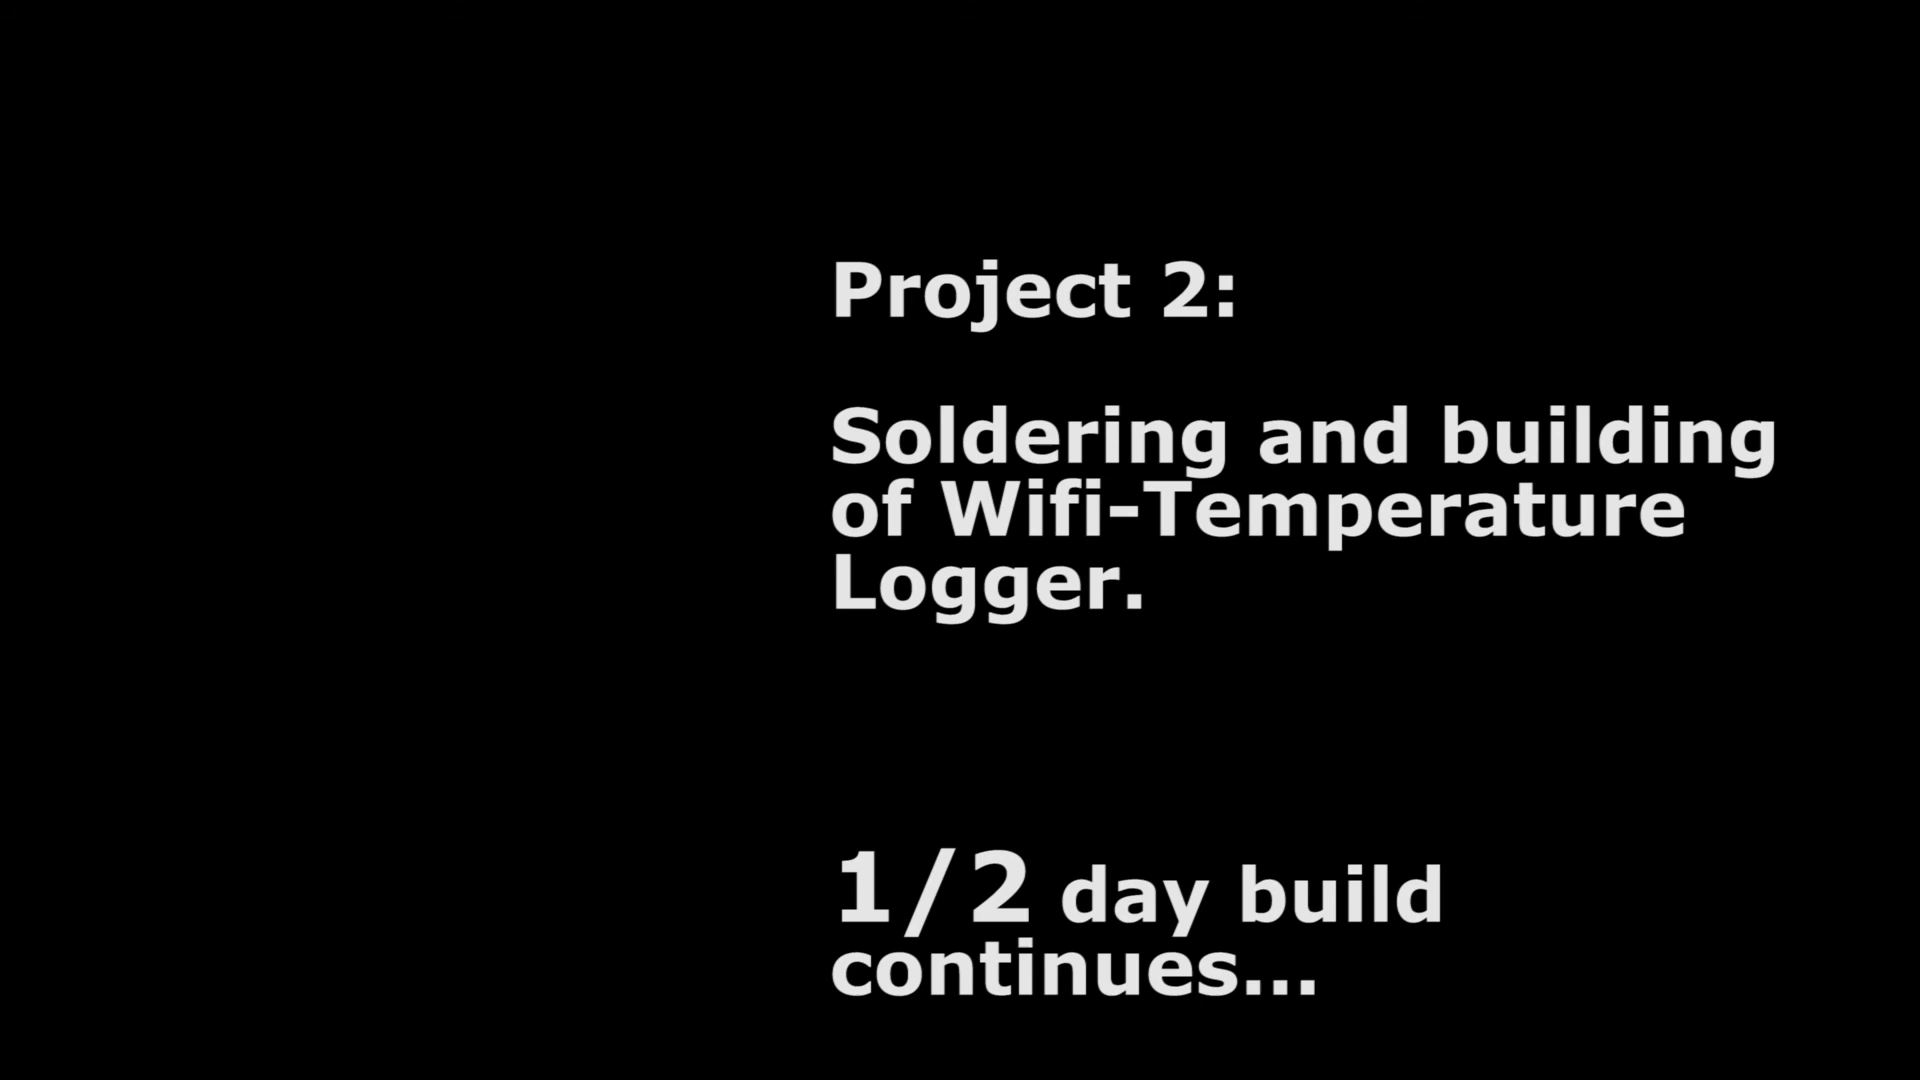 Project 2:
Soldering and building
of Wifi-Temperature
Logger.
1/2 day build
continues...